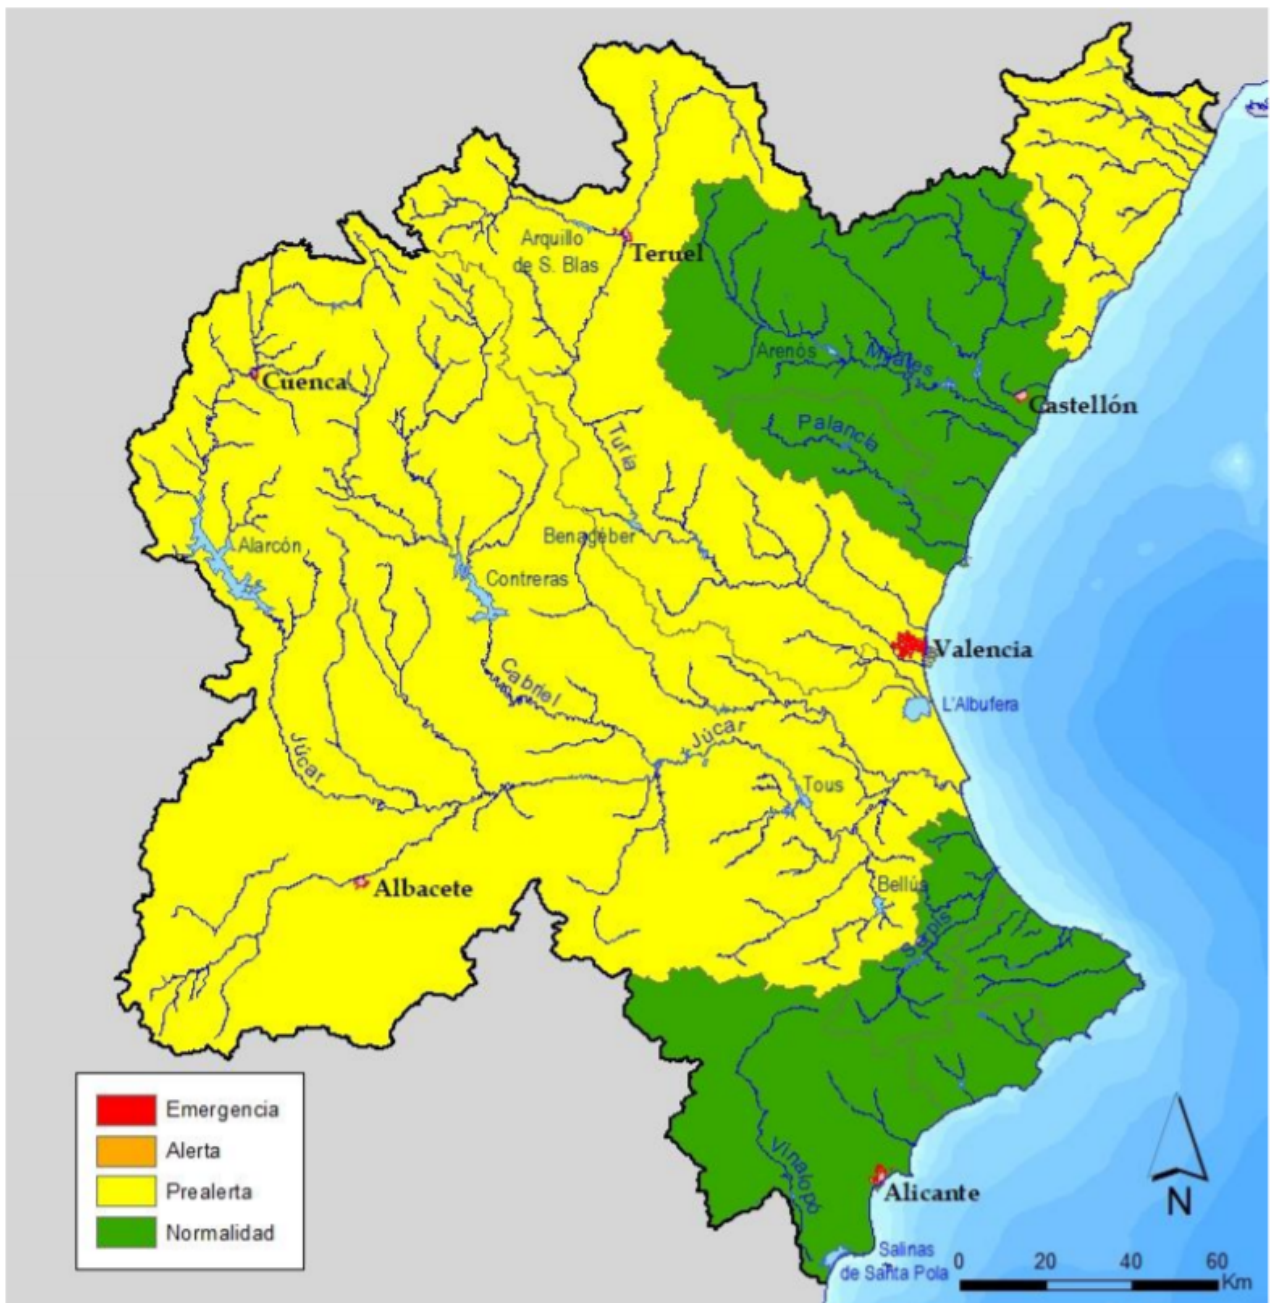 Teruel
Arquillo
de S. Blas
Cuenca
Arenós
Mijares
Castellón
Palancia
Turia
Alarcón
Benagéber
Contreras
Valencia
Cabriel
L'Albufera
Júcar
Júcar
Tous
Albacete
Bellús
Serpis
Emergencia
Alerta
Prealerta
Normalidad
Vinalopó
Alicante
N
Salinas
de Santa Pola
0 20 40 60
Km